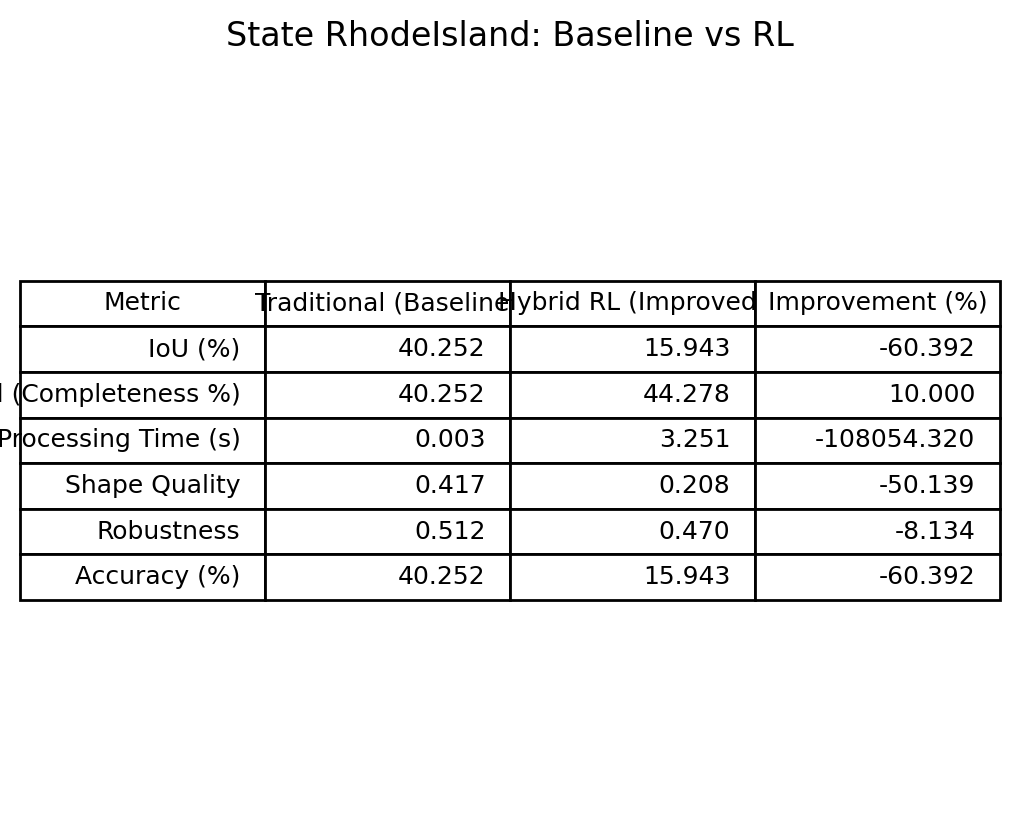 State RhodeIsland: Baseline vs RL
Metric Traditional (Baseline Hybrid RL (Improved Improvement (%)
IoU (%) 40.252 15.943 -60.392
(Completeness %) 40.252 44.278 10.000
Processing Time (s) 0.003 3.251 -108054.320
Shape Quality 0.417 0.208 -50.139
Robustness 0.512 0.470 -8.134
Accuracy (%) 40.252 15.943 -60.392